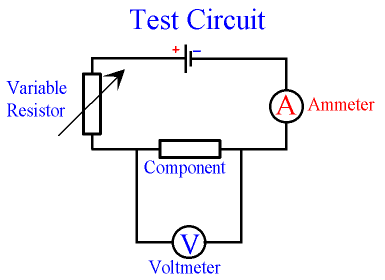 Test Circuit
+ −
Variable
Resistor
A
Ammeter
Component
V
Voltmeter